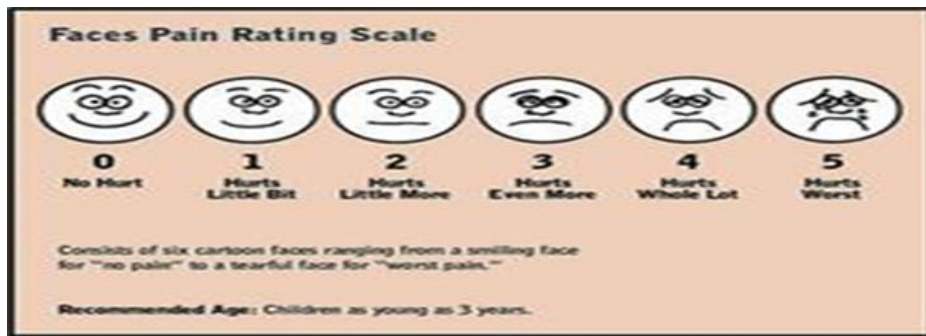 Faces Pain Rating Scale
0 1 2 3 4 5
No Hurt Hurts Hurts Hurts Hurts Hurts
Little Bit Little More Even More Whole Lot Worst
Consists of six cartoon faces ranging from a smiling face
for "no pain" to a tearful face for "worst pain."
Recommended Age: Children as young as 3 years.